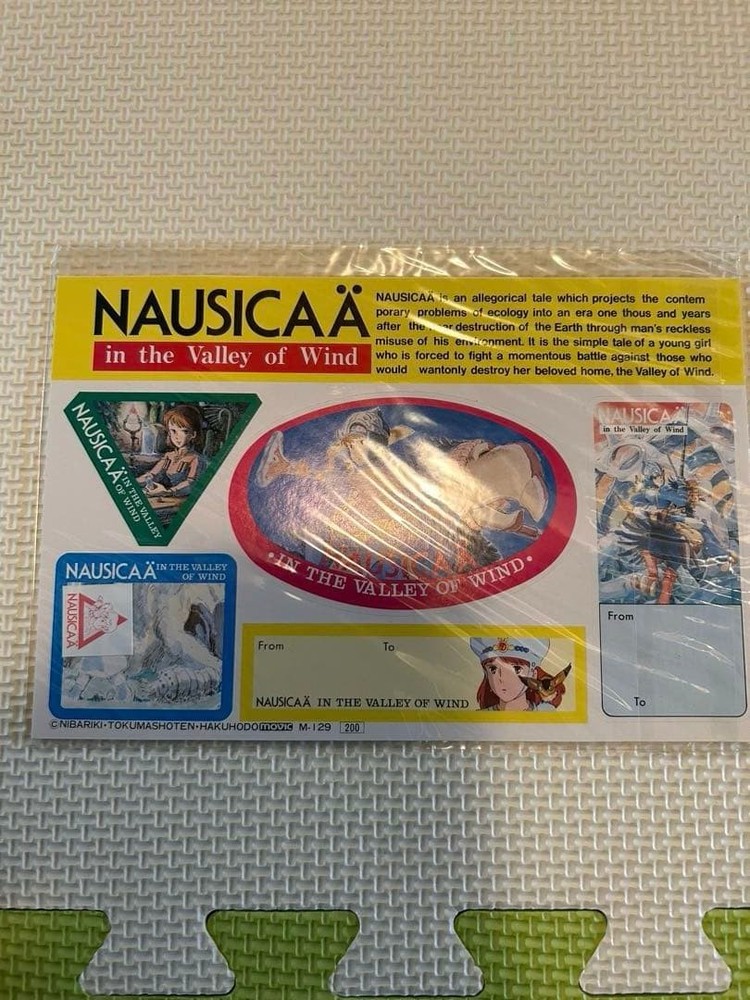 NAUSICAÄ
in the Valley of Wind
NAUSICAÄ is an allegorical tale which projects the contem
porary problems of ecology into an era one thous and years
after the destruction of the Earth through man's reckless
misuse of his environment. It is the simple tale of a young girl
who is forced to fight a momentous battle against those who
would wantonly destroy her beloved home, the Valley of Wind.
NAUSICAÄ
IN THE VALLEY
OF WIND
NAUSICAÄ
•IN THE VALLEY OF WIND•
NAUSICAÄ
in the Valley of Wind
From
To
NAUSICAÄ IN THE VALLEY
OF WIND
NAUSICAÄ
From To
NAUSICAÄ IN THE VALLEY OF WIND
©NIBARIKI•TOKUMASHOTEN•HAKUHODO movic M-129 200